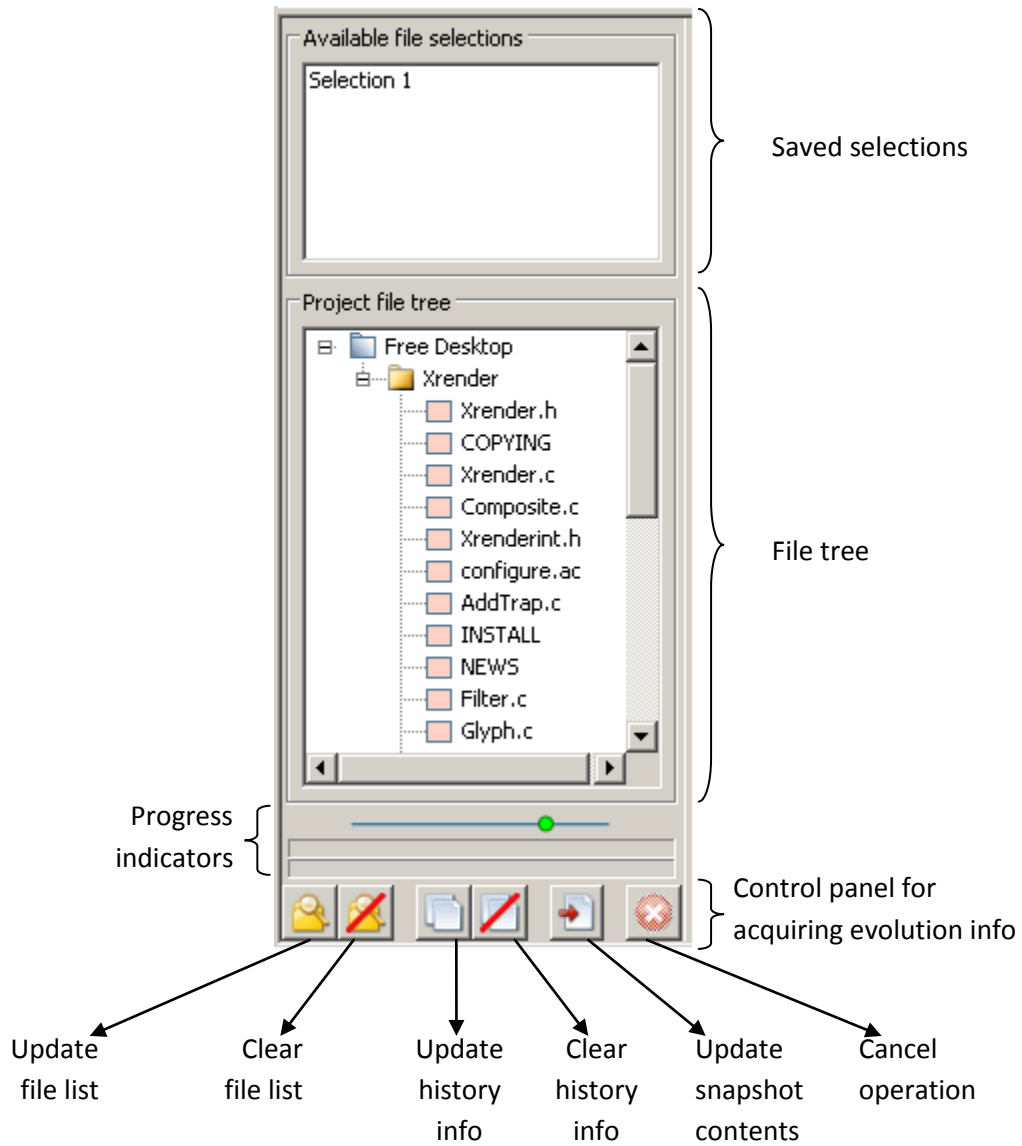 Available file selections
Selection 1
Saved selections
Project file tree
Free Desktop
Xrender
Xrender.h
COPYING
Xrender.c
Composite.c
Xrenderint.h
configure.ac
AddTrap.c
INSTALL
NEWS
Filter.c
Glyph.c
File tree
Progress
indicators
Control panel for
acquiring evolution info
Update
file list
Clear
file list
Update
history
info
Clear
history
info
Update
snapshot
contents
Cancel
operation